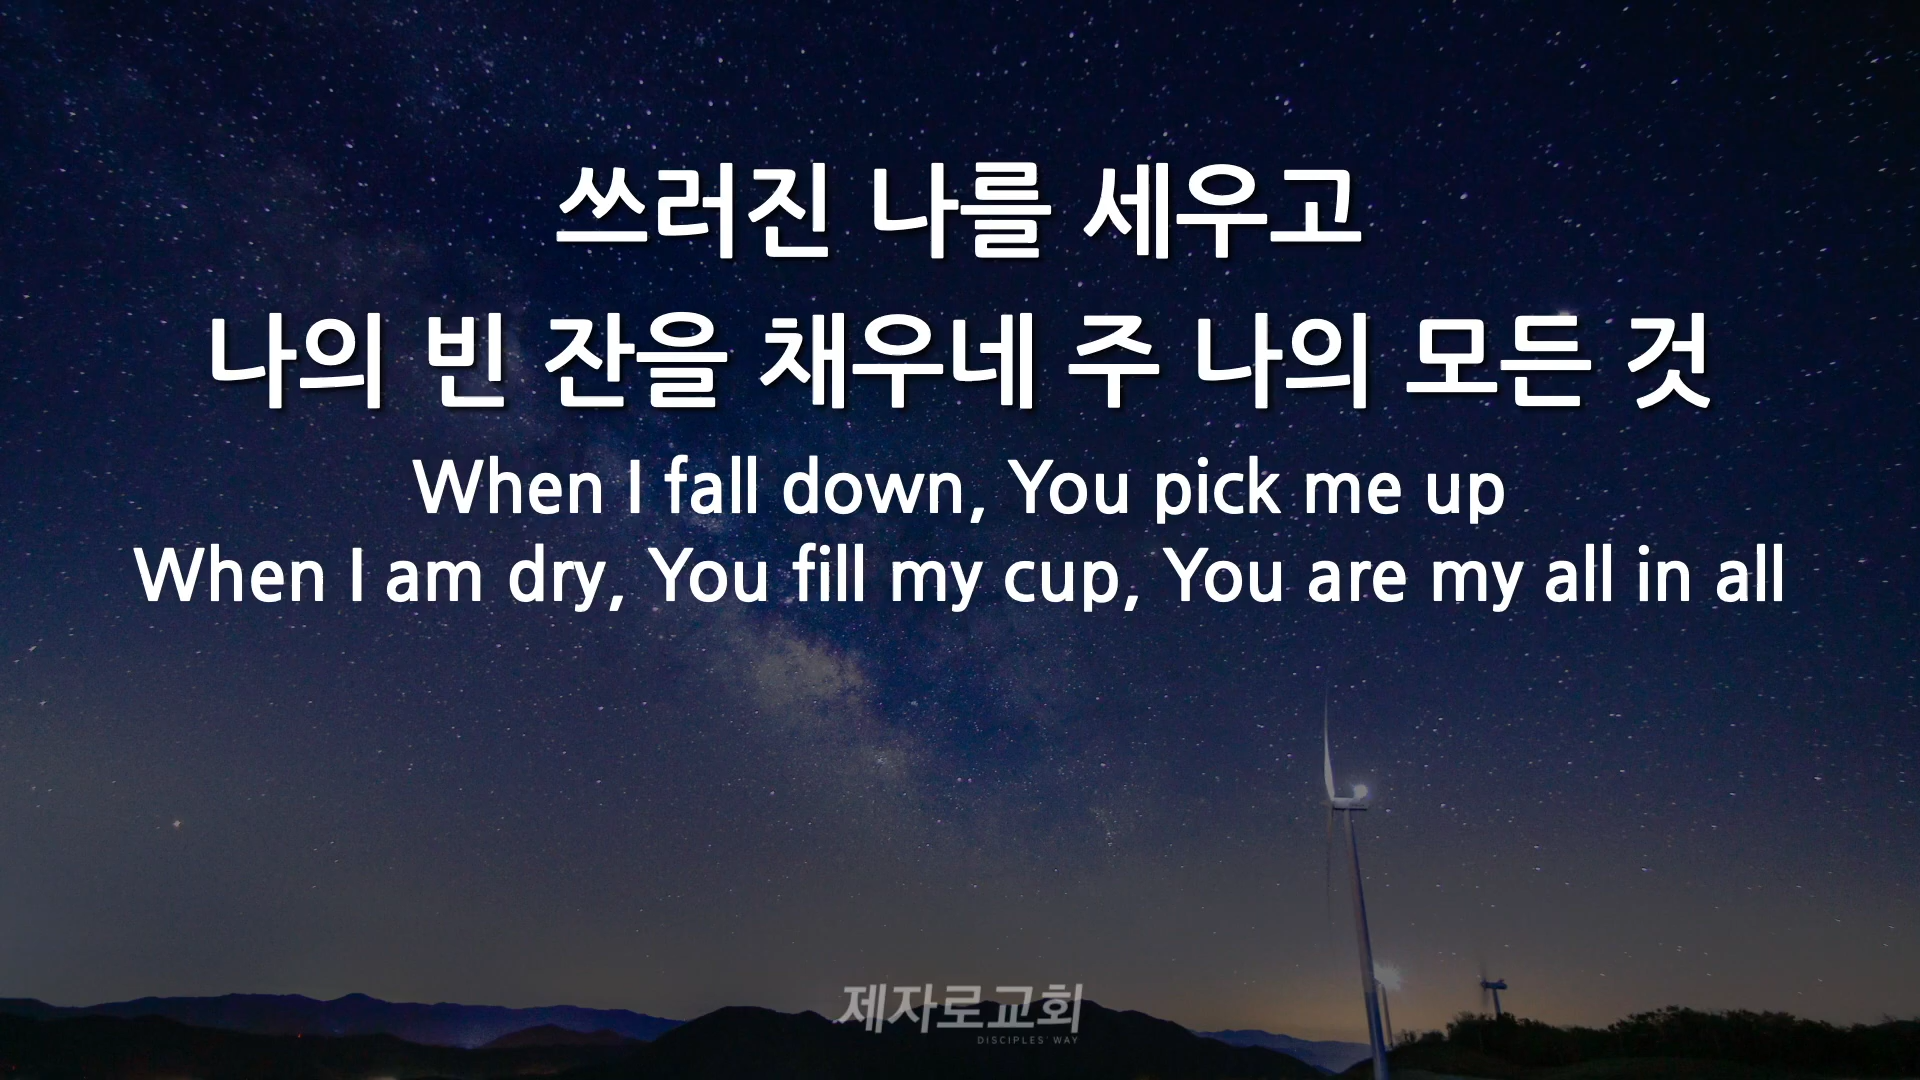 쓰러진 나를 세우고
나의 빈 잔을 채우네 주 나의 모든 것
When I fall down, You pick me up
When I am dry, You fill my cup, You are my all in all
제자로교회
DISCIPLES' WAY